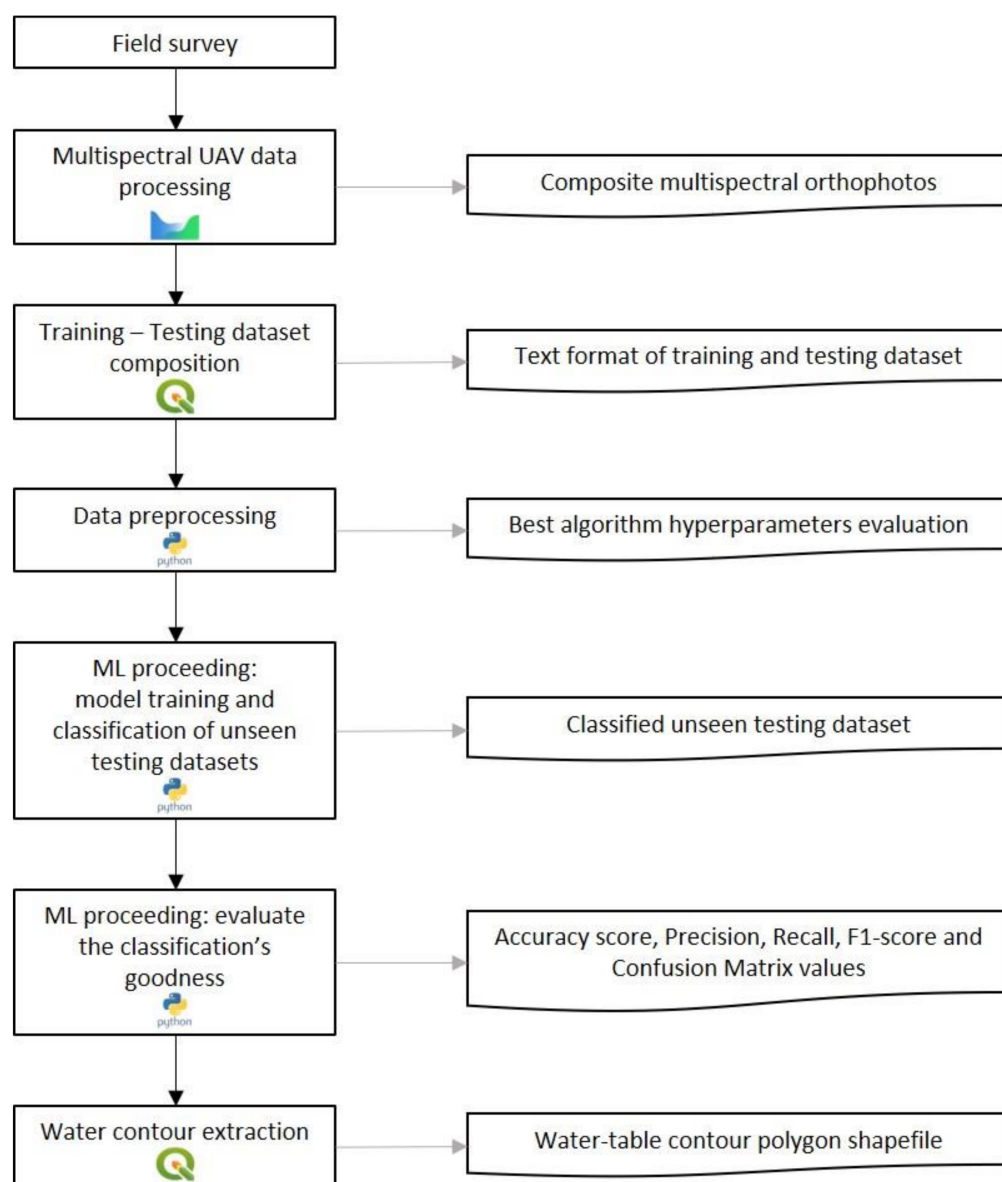 Field survey
Multispectral UAV data
processing
Composite multispectral orthophotos
Training – Testing dataset
composition
Text format of training and testing dataset
Data preprocessing
python
Best algorithm hyperparameters evaluation
ML proceeding:
model training and
classification of unseen
testing datasets
python
Classified unseen testing dataset
ML proceeding: evaluate
the classification’s
goodness
python
Accuracy score, Precision, Recall, F1-score and
Confusion Matrix values
Water contour extraction
Water-table contour polygon shapefile